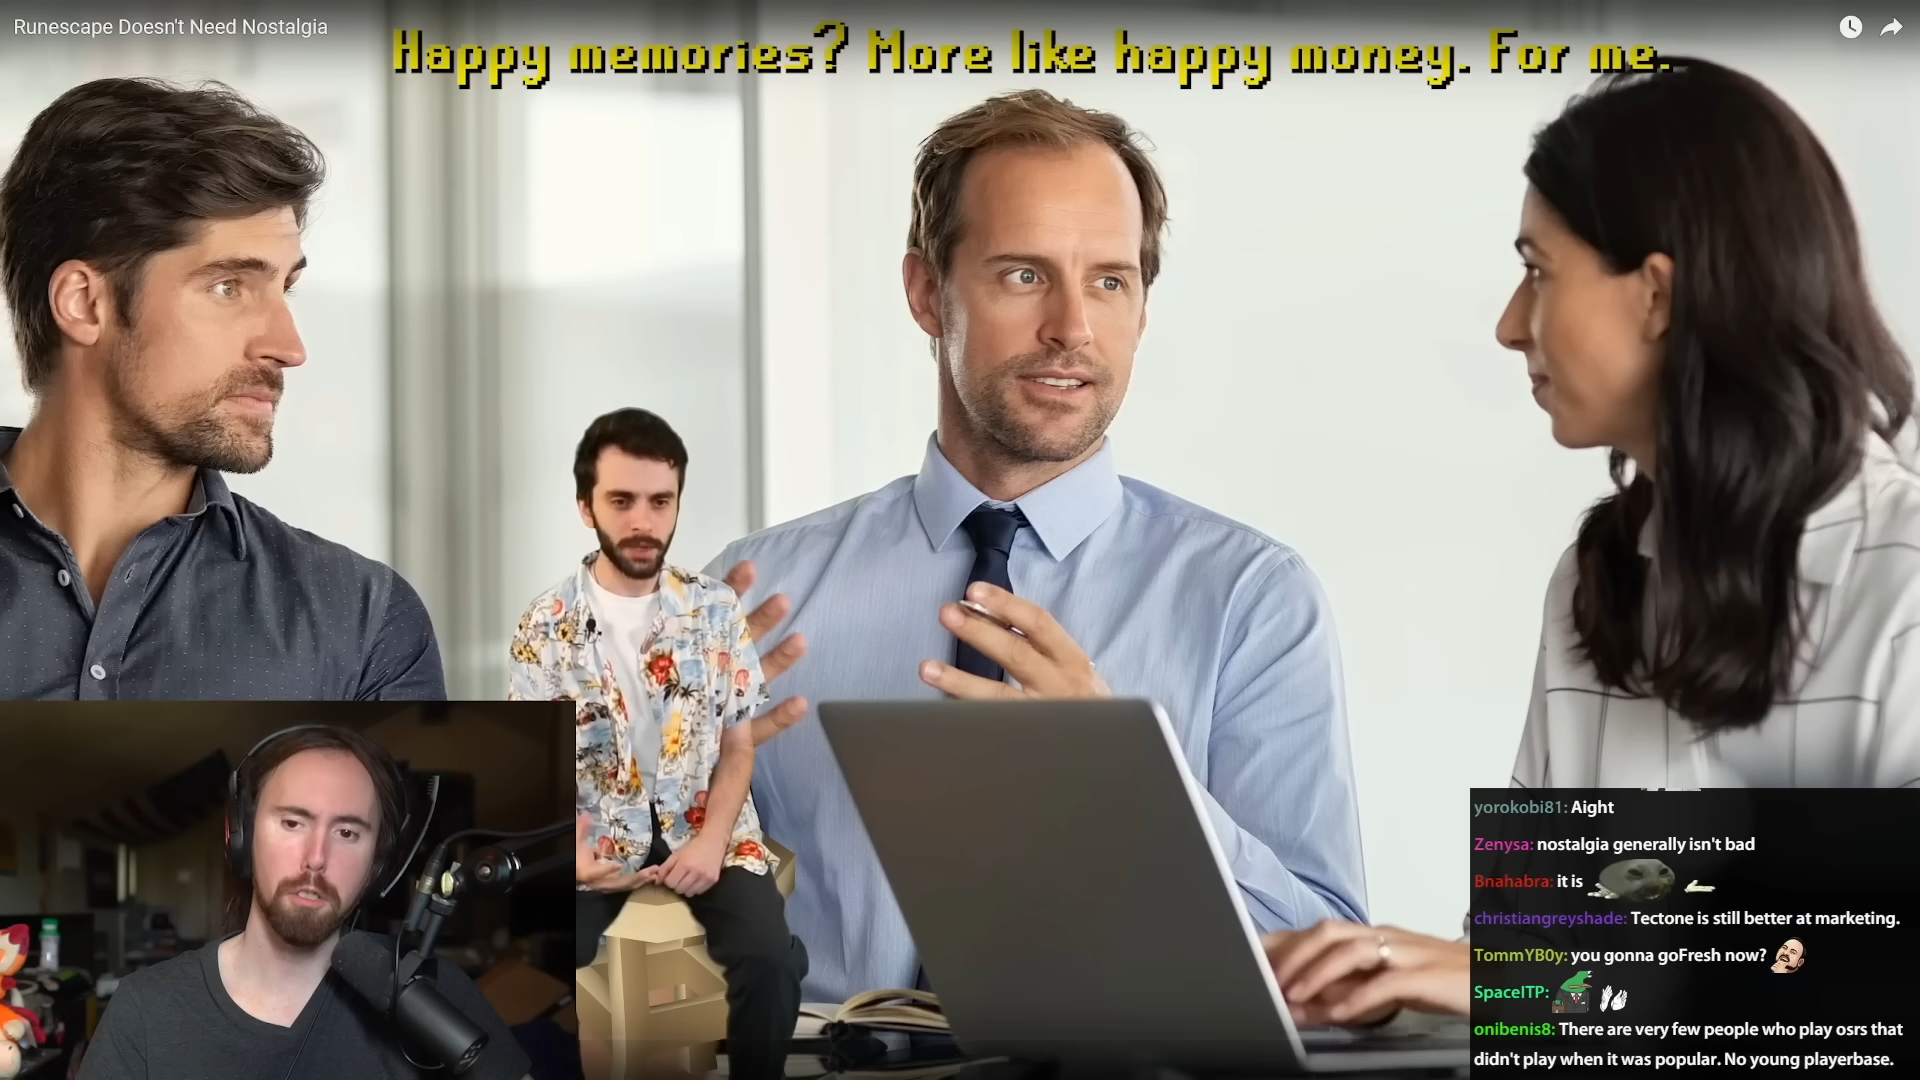 Runescape Doesn't Need Nostalgia
Happy memories? More like happy money. For me.
yorokobi81: Aight
Zenysa: nostalgia generally isn't bad
Bnahabra: it is
christiangreyshade: Tectone is still better at marketing.
TommYB0y: you gonna goFresh now?
SpaceITP:
onibenis8: There are very few people who play osrs that
didn't play when it was popular. No young playerbase.